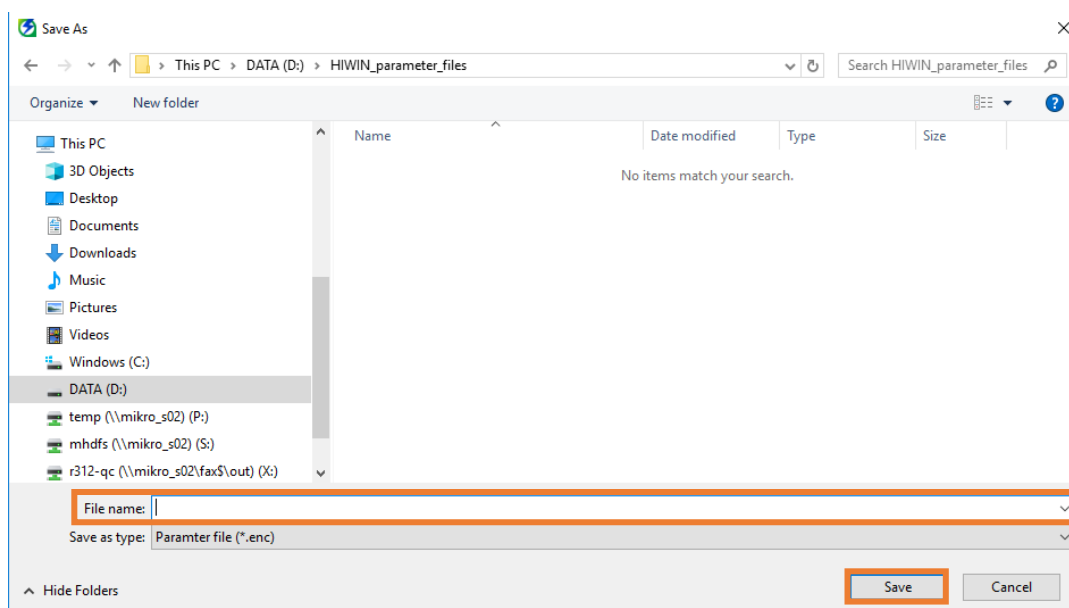 Save As
This PC > DATA (D:) > HIWIN_parameter_files
Search HIWIN_parameter_files
Organize
New folder
Name
Date modified
Type
Size
No items match your search.
This PC
3D Objects
Desktop
Documents
Downloads
Music
Pictures
Videos
Windows (C:)
DATA (D:)
temp (\\mikro_s02) (P:)
mhdfs (\\mikro_s02) (S:)
r312-qc (\\mikro_s02\fax$\out) (X:)
File name:
Save as type: Paramter file (*.enc)
Hide Folders
Save
Cancel